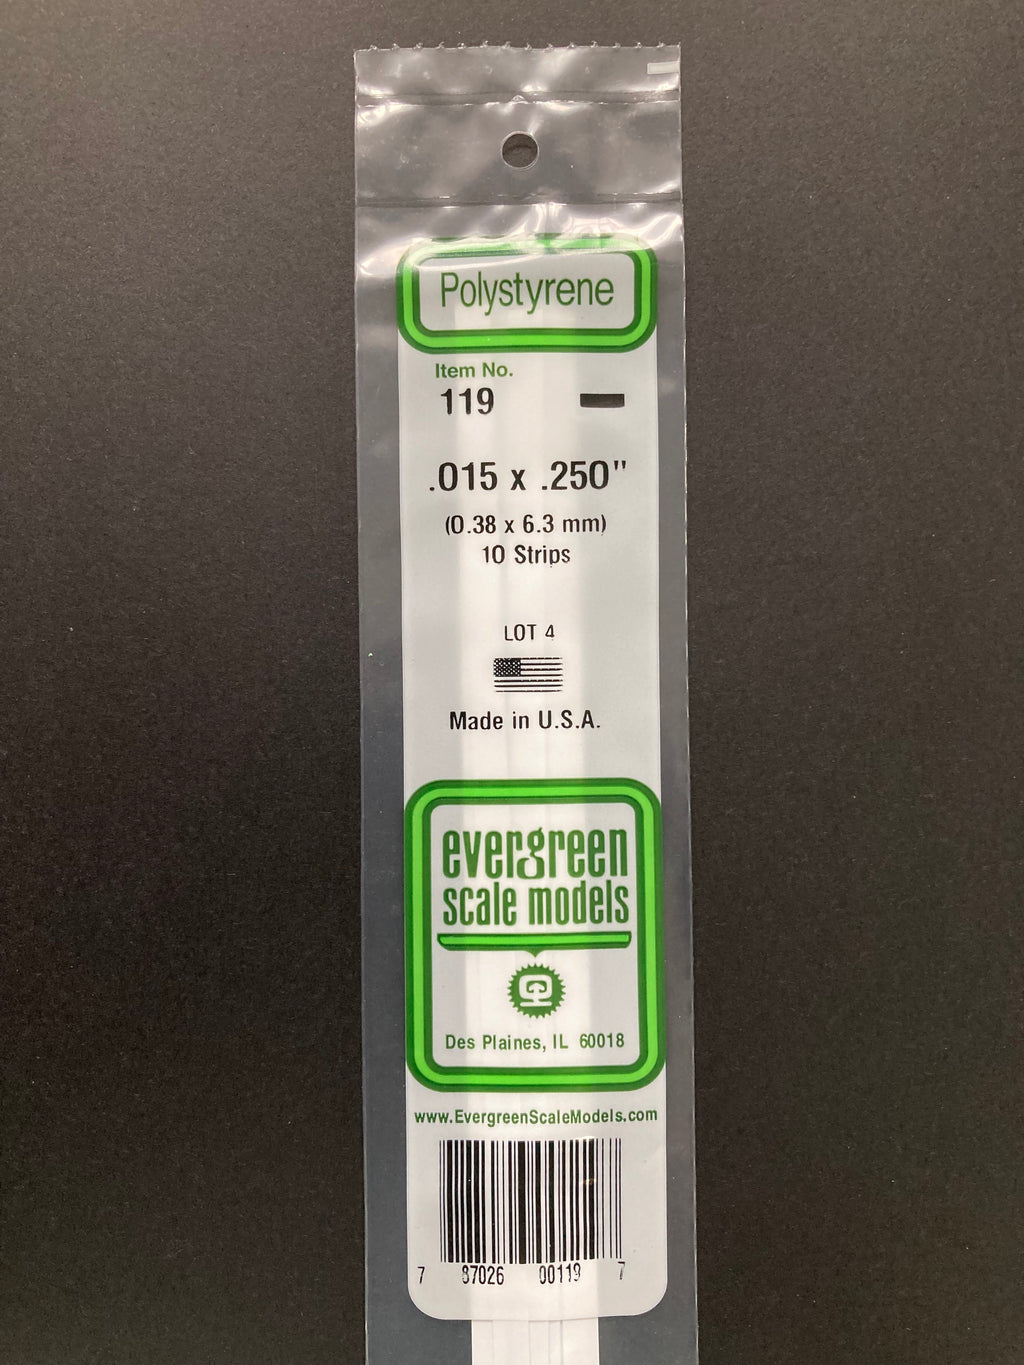 Polystyrene
Item No.
119
.015 x .250"
(0.38 x 6.3 mm)
10 Strips
LOT 4
Made in U.S.A.
evergreen
scale models
Des Plaines, IL 60018
www.EvergreenScaleModels.com
7 87026 00119 7